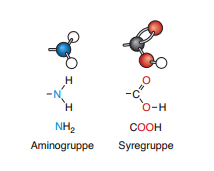 H
-N
H
NH₂
Aminogruppe
O
-C
O-H
COOH
Syregruppe